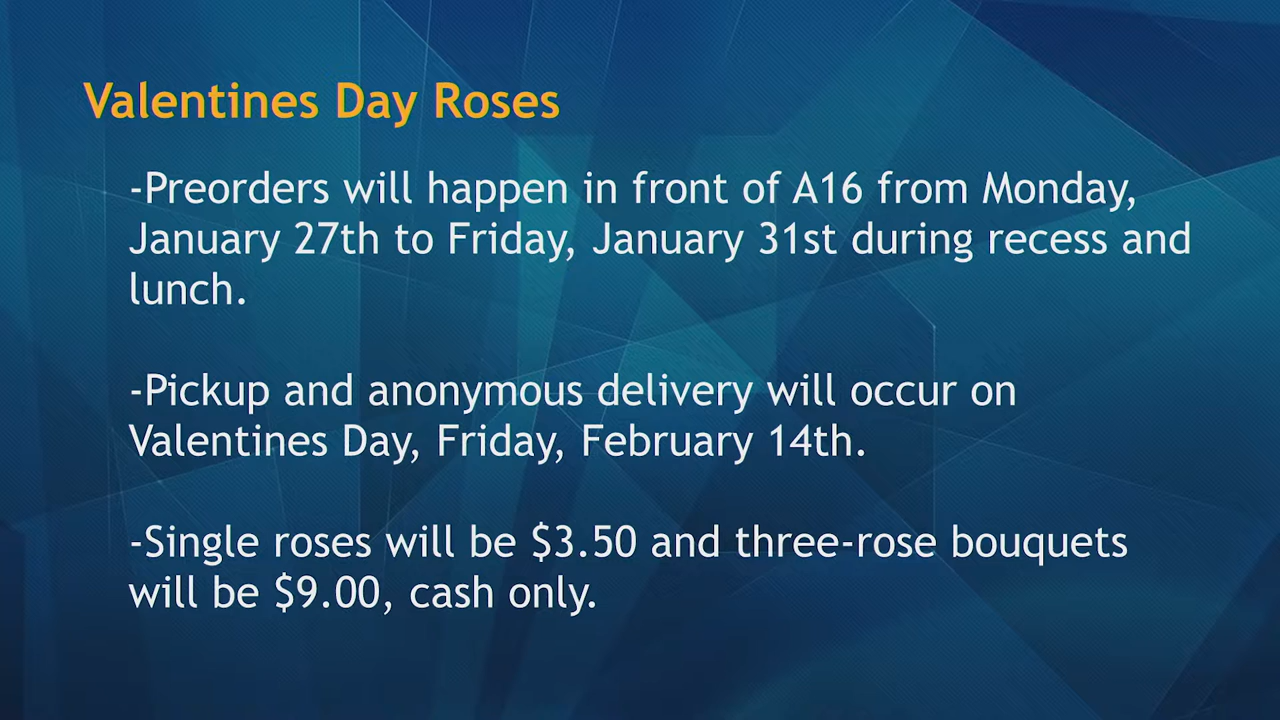 Valentines Day Roses
-Preorders will happen in front of A16 from Monday,
January 27th to Friday, January 31st during recess and
lunch.
-Pickup and anonymous delivery will occur on
Valentines Day, Friday, February 14th.
-Single roses will be $3.50 and three-rose bouquets
will be $9.00, cash only.